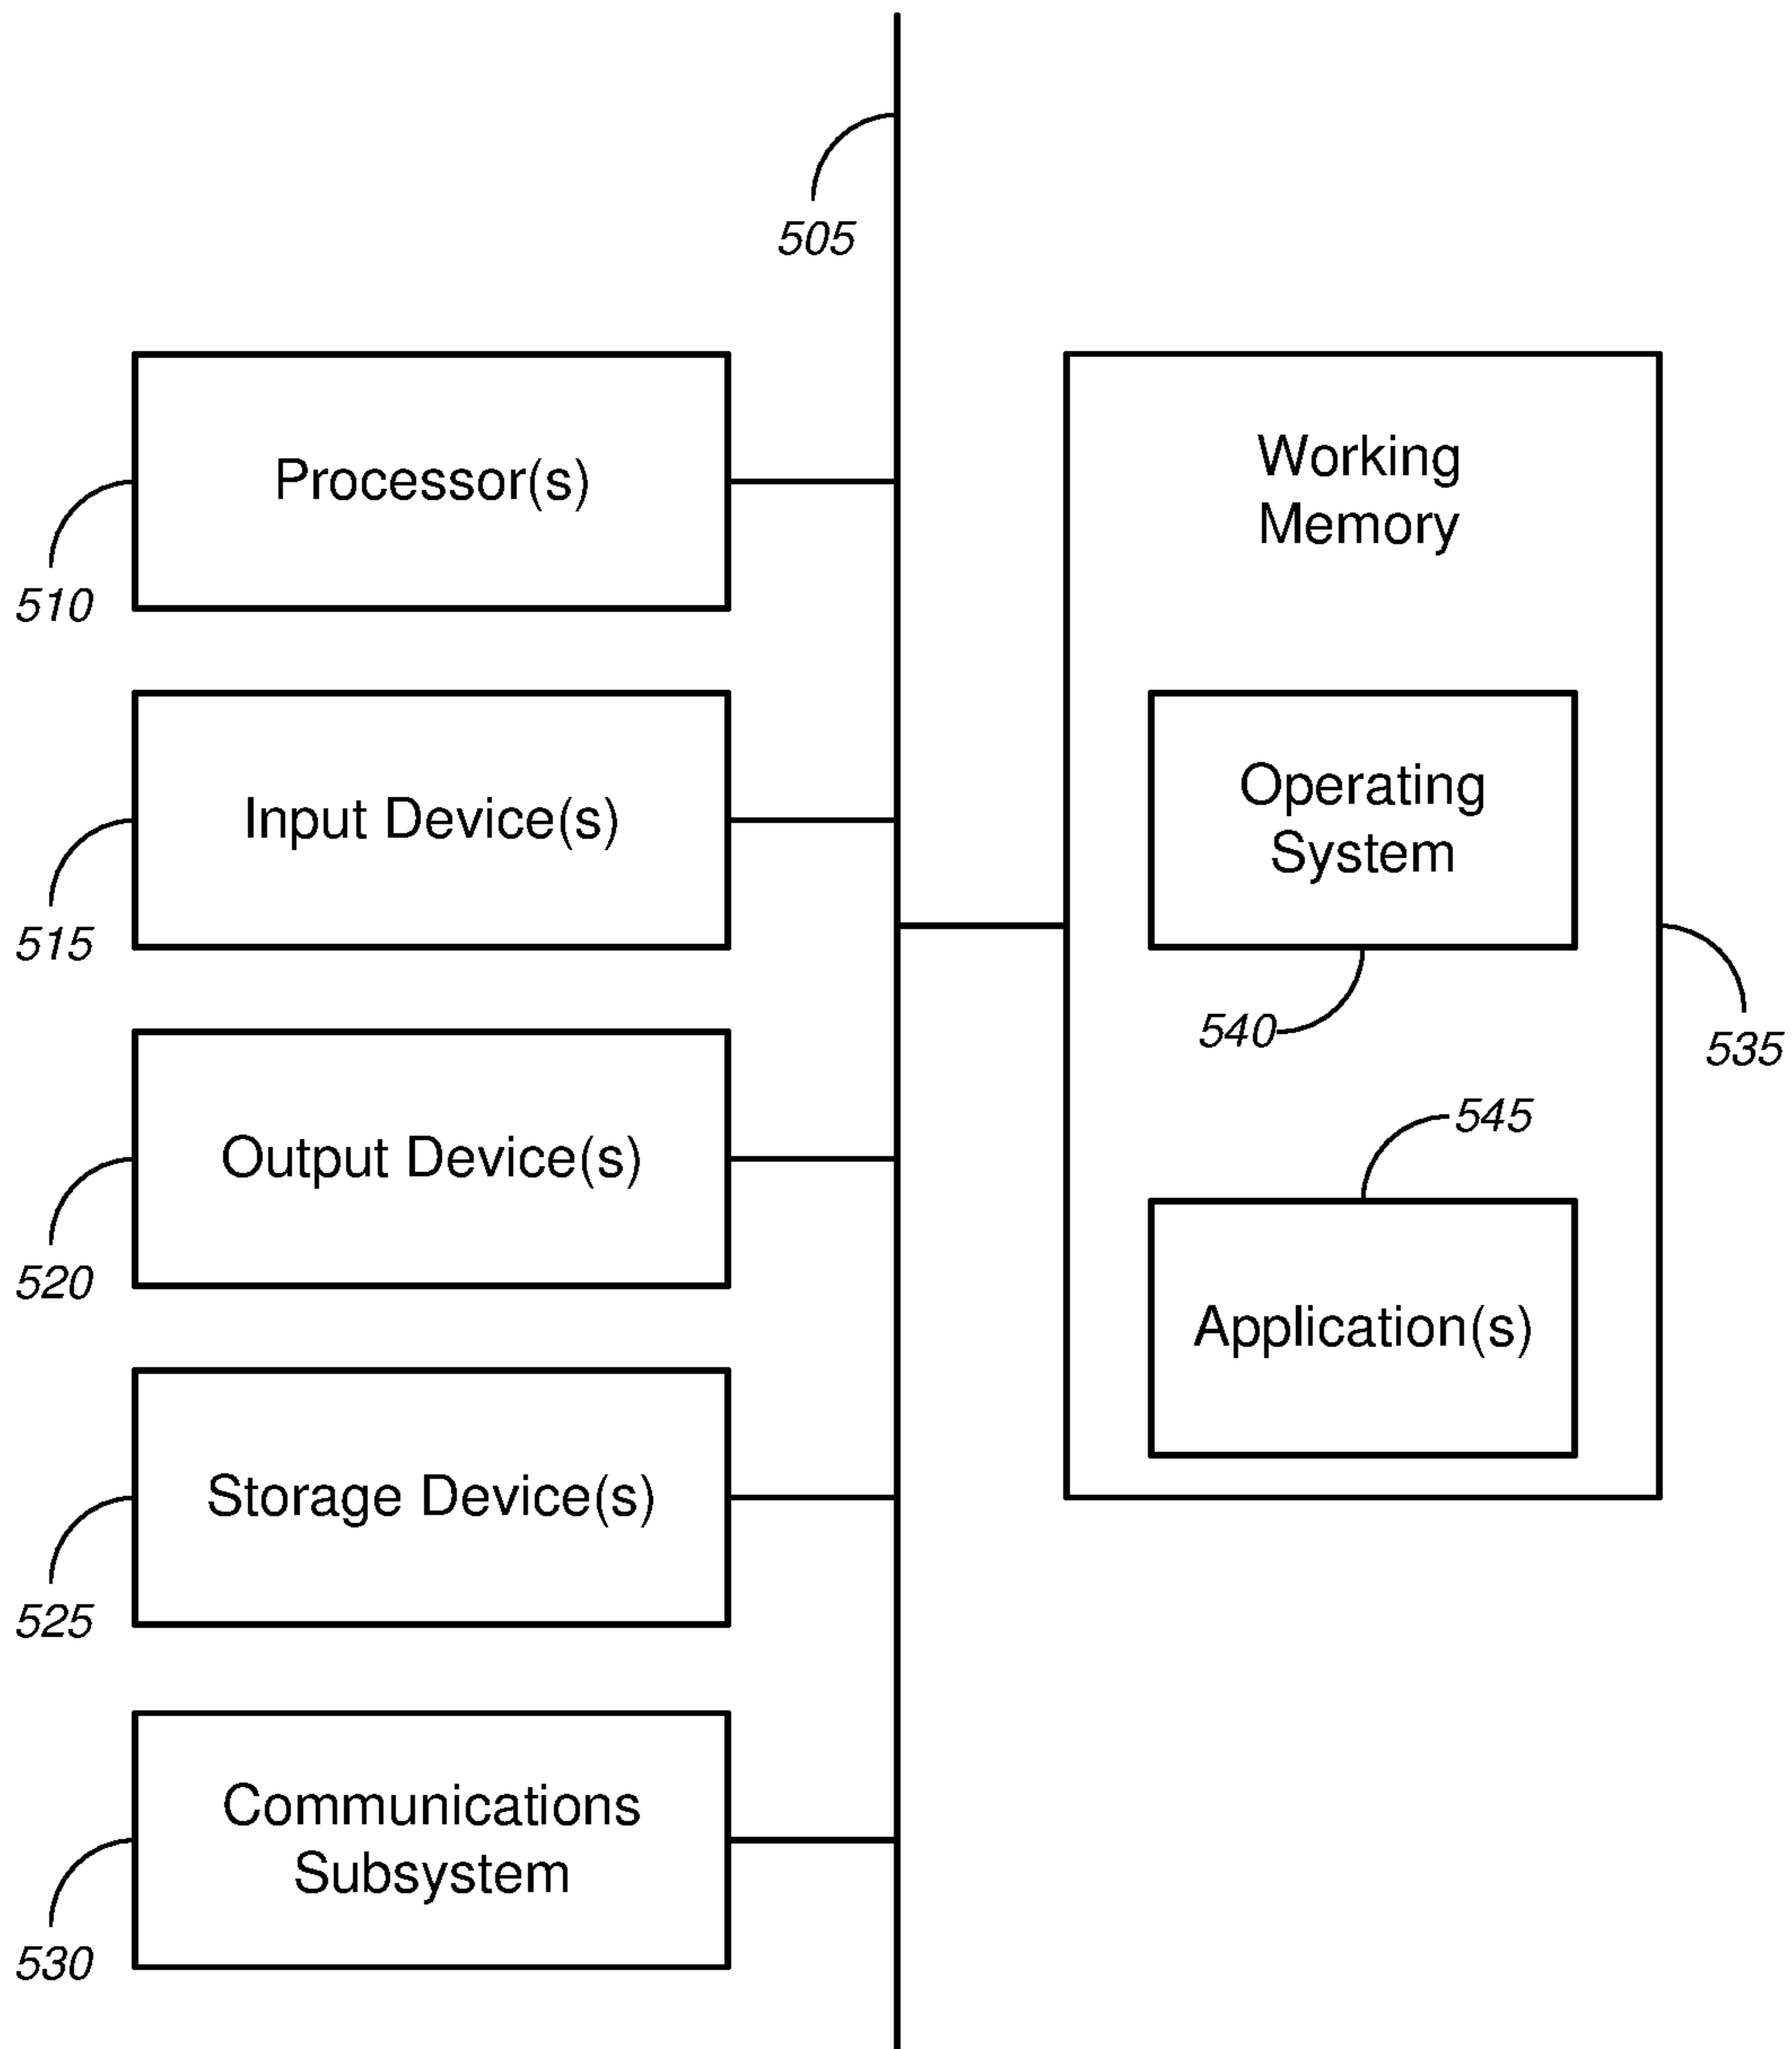 505
Processor(s)
510
Input Device(s)
515
Output Device(s)
520
Storage Device(s)
525
Communications
Subsystem
530
Working
Memory
Operating
System
540
535
545
Application(s)